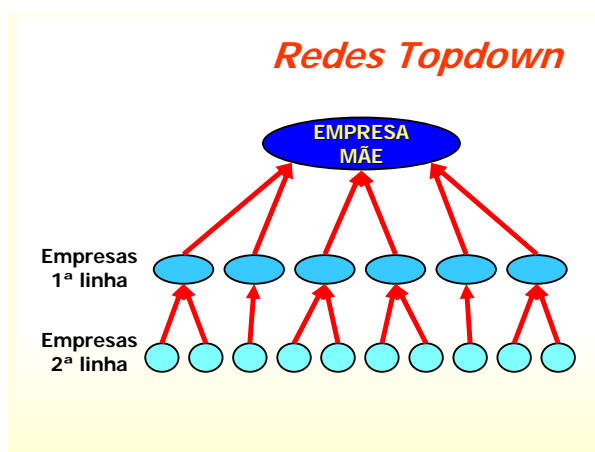 Redes Topdown
EMPRESA
MÃE
Empresas
1ª linha
Empresas
2ª linha